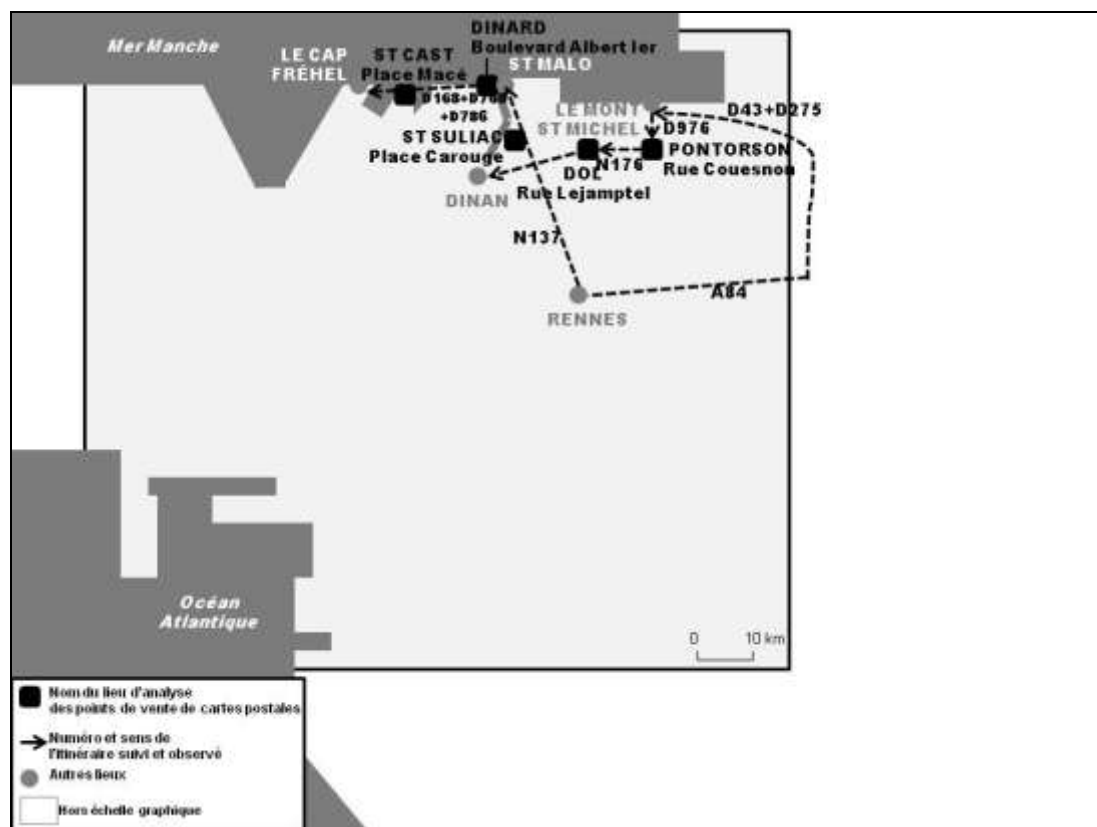 Mer Manche
DINARD
Boulevard Albert Ier
LE CAP
FRÉHEL
ST CAST
Place Macé
ST MALO
D168+D768
+D786
LE MONT
ST MICHEL
D43+D275
D976
ST SULIAC
Place Carouge
PONTORSON
Rue Couesnon
N176
DOL
Rue Lejamptel
DINAN
N137
A84
RENNES
Océan
Atlantique
0 10 km
Nom du lieu d'analyse
des points de vente de cartes postales
Numéro et sens de
l'itinéraire suivi et observé
Autres lieux
Hors échelle graphique